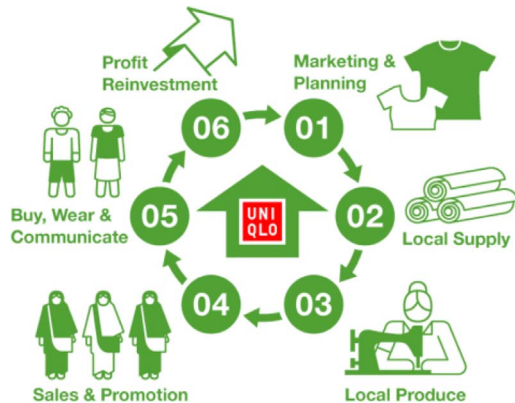 Profit
Reinvestment
Marketing &
Planning
06
01
Buy, Wear &
Communicate
05
UNI
QLO
02
Local Supply
04
03
Sales & Promotion
Local Produce